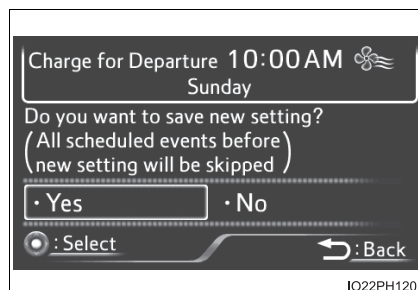 Charge for Departure 10:00AM
Sunday
Do you want to save new setting?
(All scheduled events before
new setting will be skipped)
· Yes · No
: Select : Back
IO22PH120